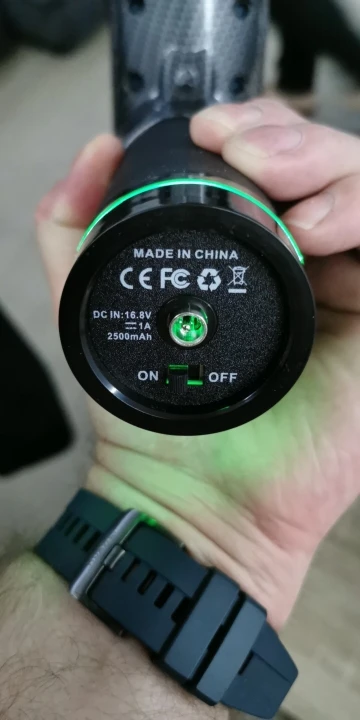 MADE IN CHINA
CE FC
DC IN:16.8V
⎓1A
2500mAh
ON OFF